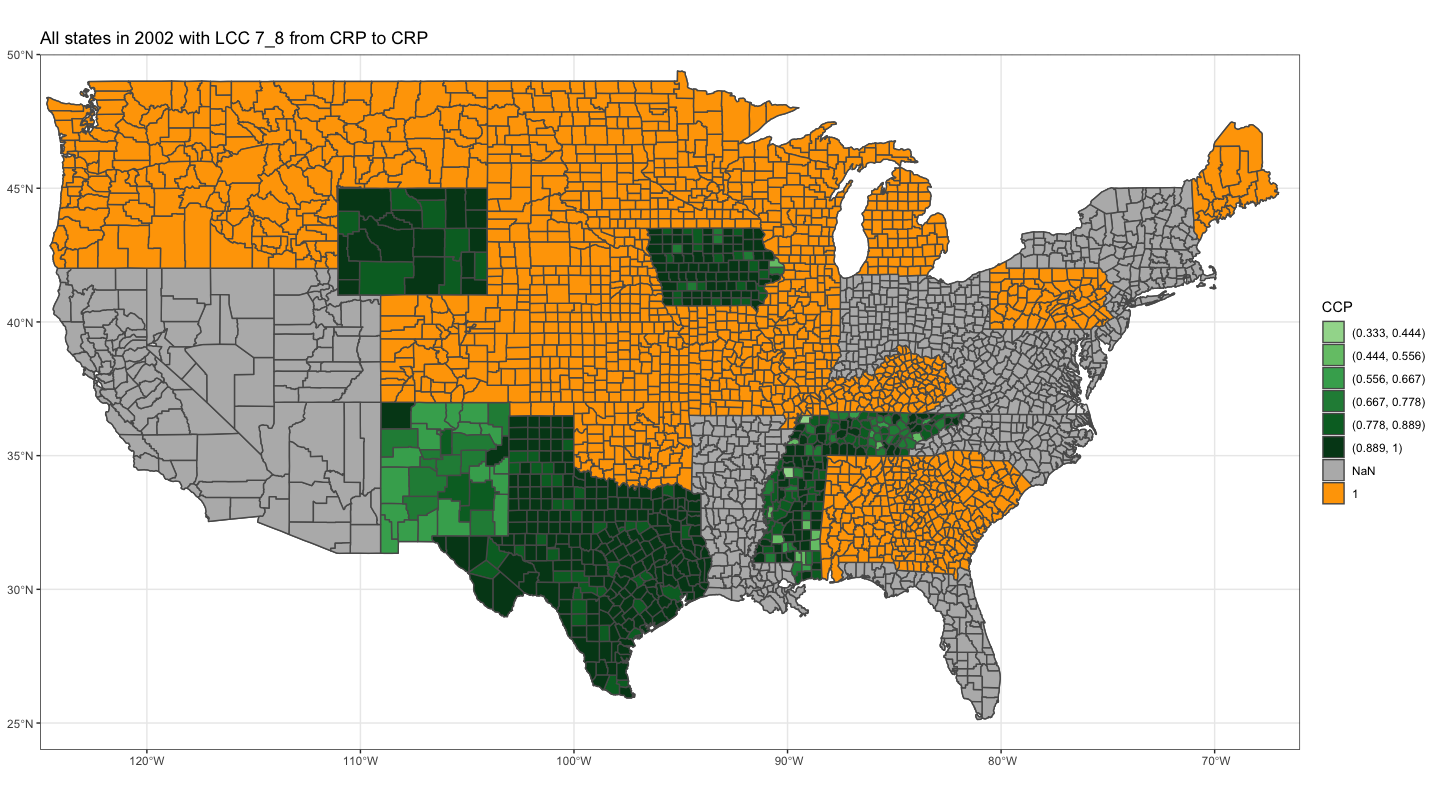 All states in 2002 with LCC 7_8 from CRP to CRP
50°N
45°N
40°N
35°N
30°N
25°N
120°W
110°W
100°W
90°W
80°W
70°W
CCP
(0.333, 0.444)
(0.444, 0.556)
(0.556, 0.667)
(0.667, 0.778)
(0.778, 0.889)
(0.889, 1)
NaN
1